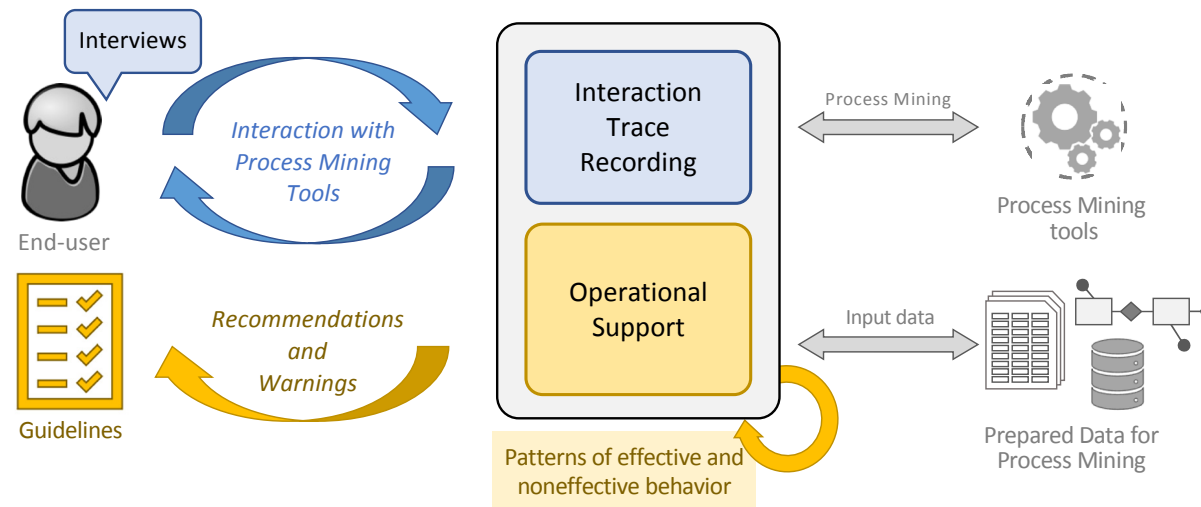 Interviews
End-user
Interaction with
Process Mining
Tools
Guidelines
Recommendations
and
Warnings
Interaction
Trace
Recording
Operational
Support
Patterns of effective and
noneffective behavior
Process Mining
Process Mining
tools
Input data
Prepared Data for
Process Mining